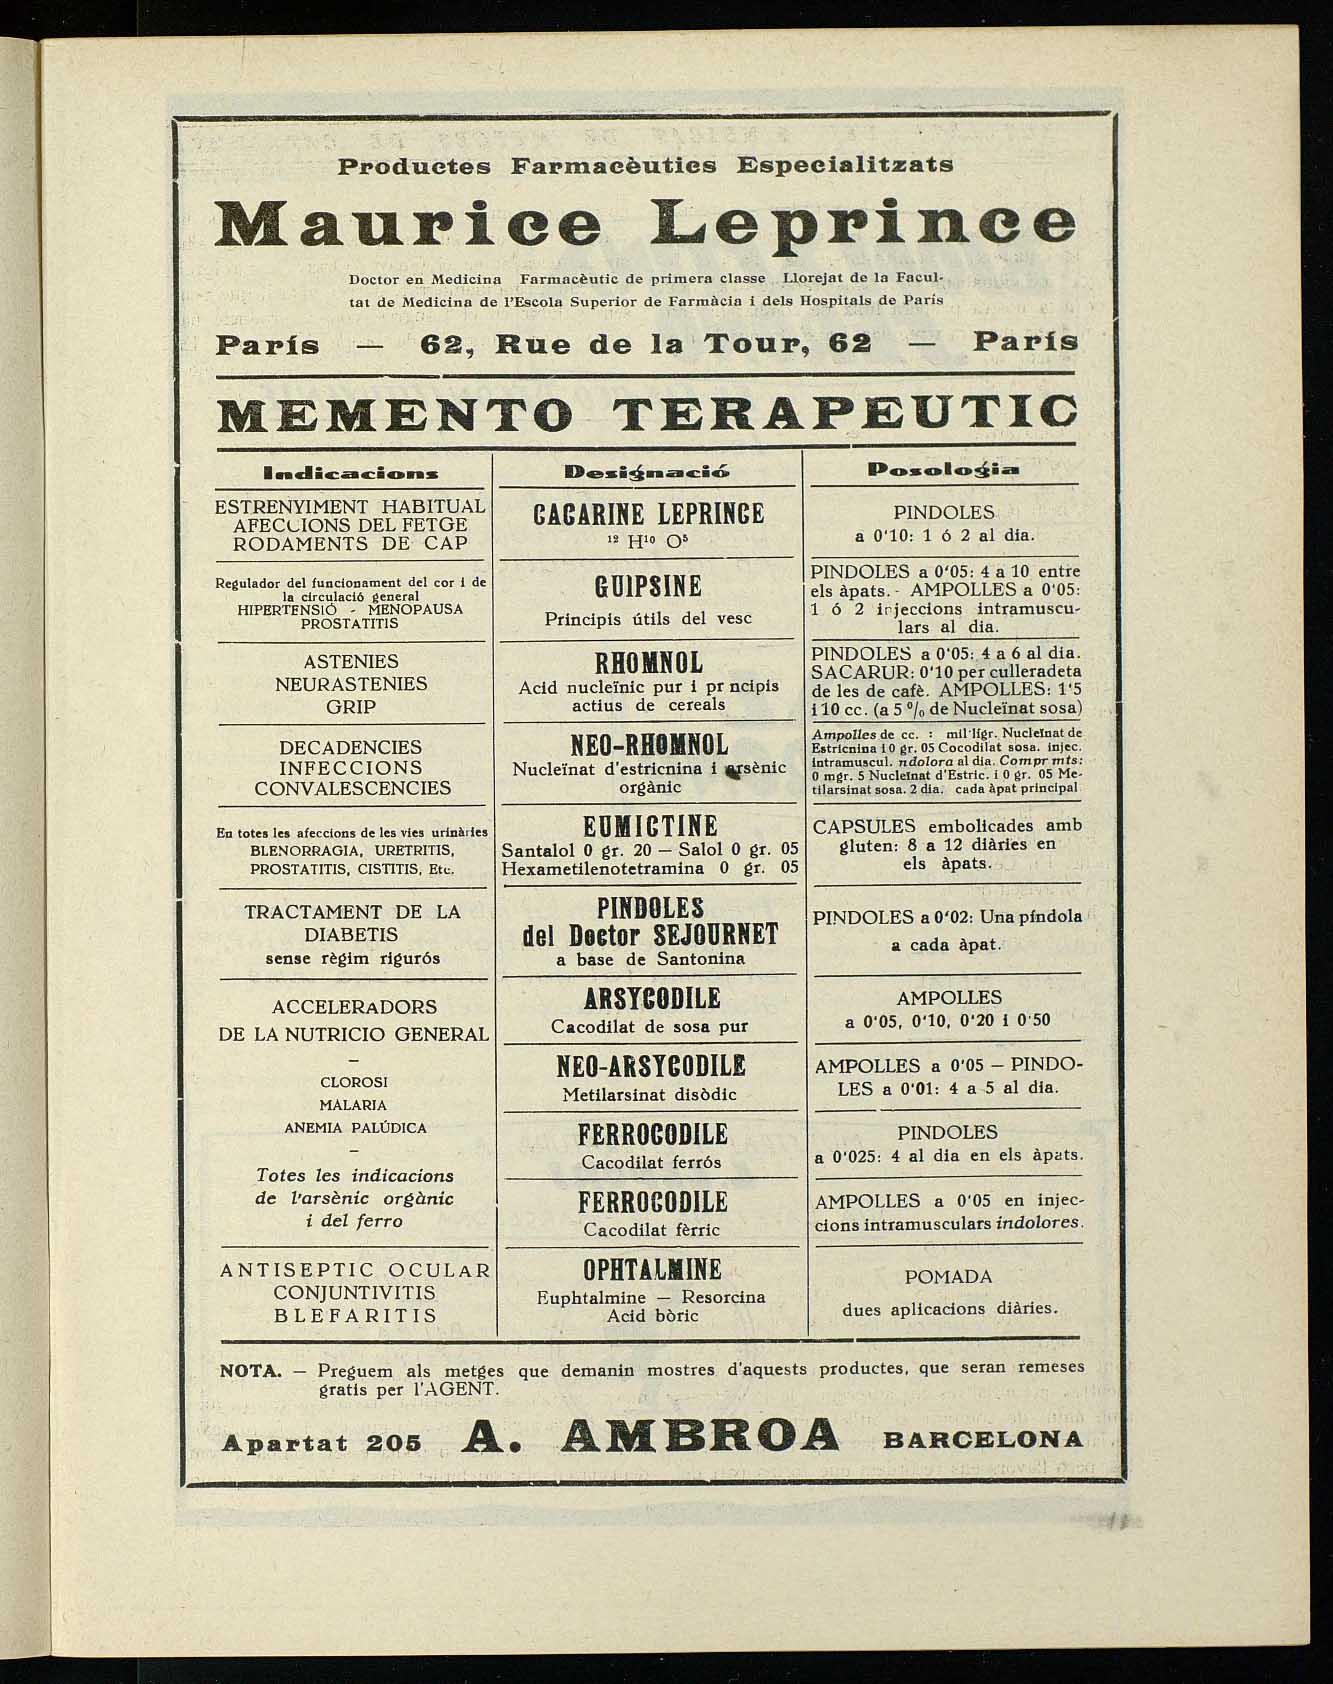 Productes Farmacèutics Especialitzats
Maurice Leprince
Doctor en Medicina Farmacèutic de primera classe Llorejat de la Facul-
tat de Medicina de l'Escola Superior de Farmàcia i dels Hospitals de París
París — 62, Rue de la Tour, 62 — París
MEMENTO TERAPEUTIC
Indicacions
Designació
Posología
ESTRENYIMENT HABITUAL
AFECCIONS DEL FETGE
RODAMENTS DE CAP
CACARINE LEPRINCE
12 H10 O5
PINDOLES
a 0'10: 1 ó 2 al dia.
Regulador del funcionament del cor i de
la circulació general
HIPERTENSIÓ - MENOPAUSA
PROSTATITIS
GUIPSINE
Principis útils del vesc
PINDOLES a 0'05: 4 a 10 entre
els àpats. - AMPOLLES a 0'05:
1 ó 2 injeccions intramuscu-
lars al dia.
ASTENIES
NEURASTENIES
GRIP
RHOMNOL
Acid nucleïnic pur i pr ncipis
actius de cereals
PINDOLES a 0'05: 4 a 6 al dia.
SACARUR: 0'10 per culleradeta
de les de cafè. AMPOLLES: 1'5
i 10 cc. (a 5 % de Nucleïnat sosa)
DECADENCIES
INFECCIONS
CONVALESCENCIES
NEO-RHOMNOL
Nucleïnat d'estricnina i arsènic
orgànic
Ampolles de cc. : mil·lígr. Nucleïnat de
Estricnina i 0 gr. 05 Cocodilat sosa. injec.
intramuscul. ndolora al dia. Compr mts:
0 mgr. 5 Nucleïnat d'Estric. i 0 gr. 05 Me-
tilarsinat sosa. 2 dia. cada àpat principal
En totes les afeccions de les vies urinàries
BLENORRAGIA, URETRITIS,
PROSTATITIS, CISTITIS, Etc.
EUMICTINE
Santalol 0 gr. 20 — Salol 0 gr. 05
Hexametilenotetramina 0 gr. 05
CAPSULES embolicades amb
gluten: 8 a 12 diàries en
els àpats.
TRACTAMENT DE LA
DIABETIS
sense règim rigurós
PINDOLES
del Doctor SEJOURNET
a base de Santonina
PINDOLES a 0'02: Una píndola
a cada àpat.
ACCELERADORS
DE LA NUTRICIO GENERAL
—
CLOROSI
MALARIA
ANEMIA PALÚDICA
—
Totes les indicacions
de l'arsènic orgànic
i del ferro
ARSYCODILE
Cacodilat de sosa pur
AMPOLLES
a 0'05, 0'10, 0'20 i 0'50
NEO-ARSYCODILE
Metilarsinat disòdic
AMPOLLES a 0'05 — PINDO-
LES a 0'01: 4 a 5 al dia.
FERROCODILE
Cacodilat ferrós
PINDOLES
a 0'025: 4 al dia en els àpats.
FERROCODILE
Cacodilat fèrric
AMPOLLES a 0'05 en injec-
cions intramusculars indolores.
ANTISEPTIC OCULAR
CONJUNTIVITIS
BLEFARITIS
OPHTALMINE
Euphtalmine — Resorcina
Acid bòric
POMADA
dues aplicacions diàries.
NOTA. — Preguem als metges que demanin mostres d'aquests productes, que seran remeses
gratis per l'AGENT.
Apartat 205 A. AMBROA BARCELONA